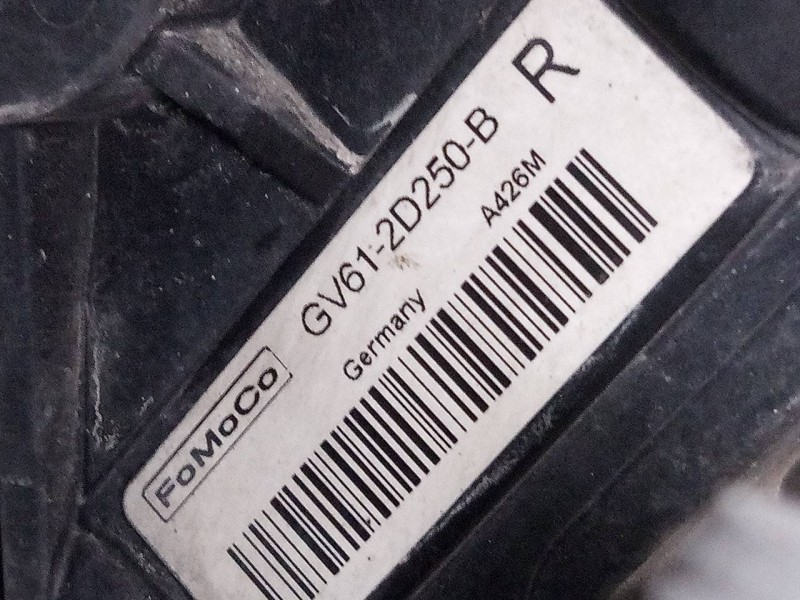 R
FoMoCo GV61-2D250-B
Germany A426M